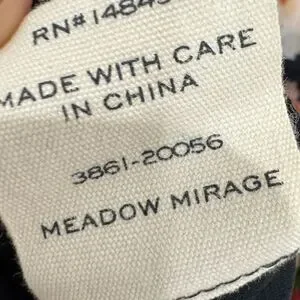 RN#1484
MADE WITH CARE
IN CHINA
3861-20056
MEADOW MIRAGE